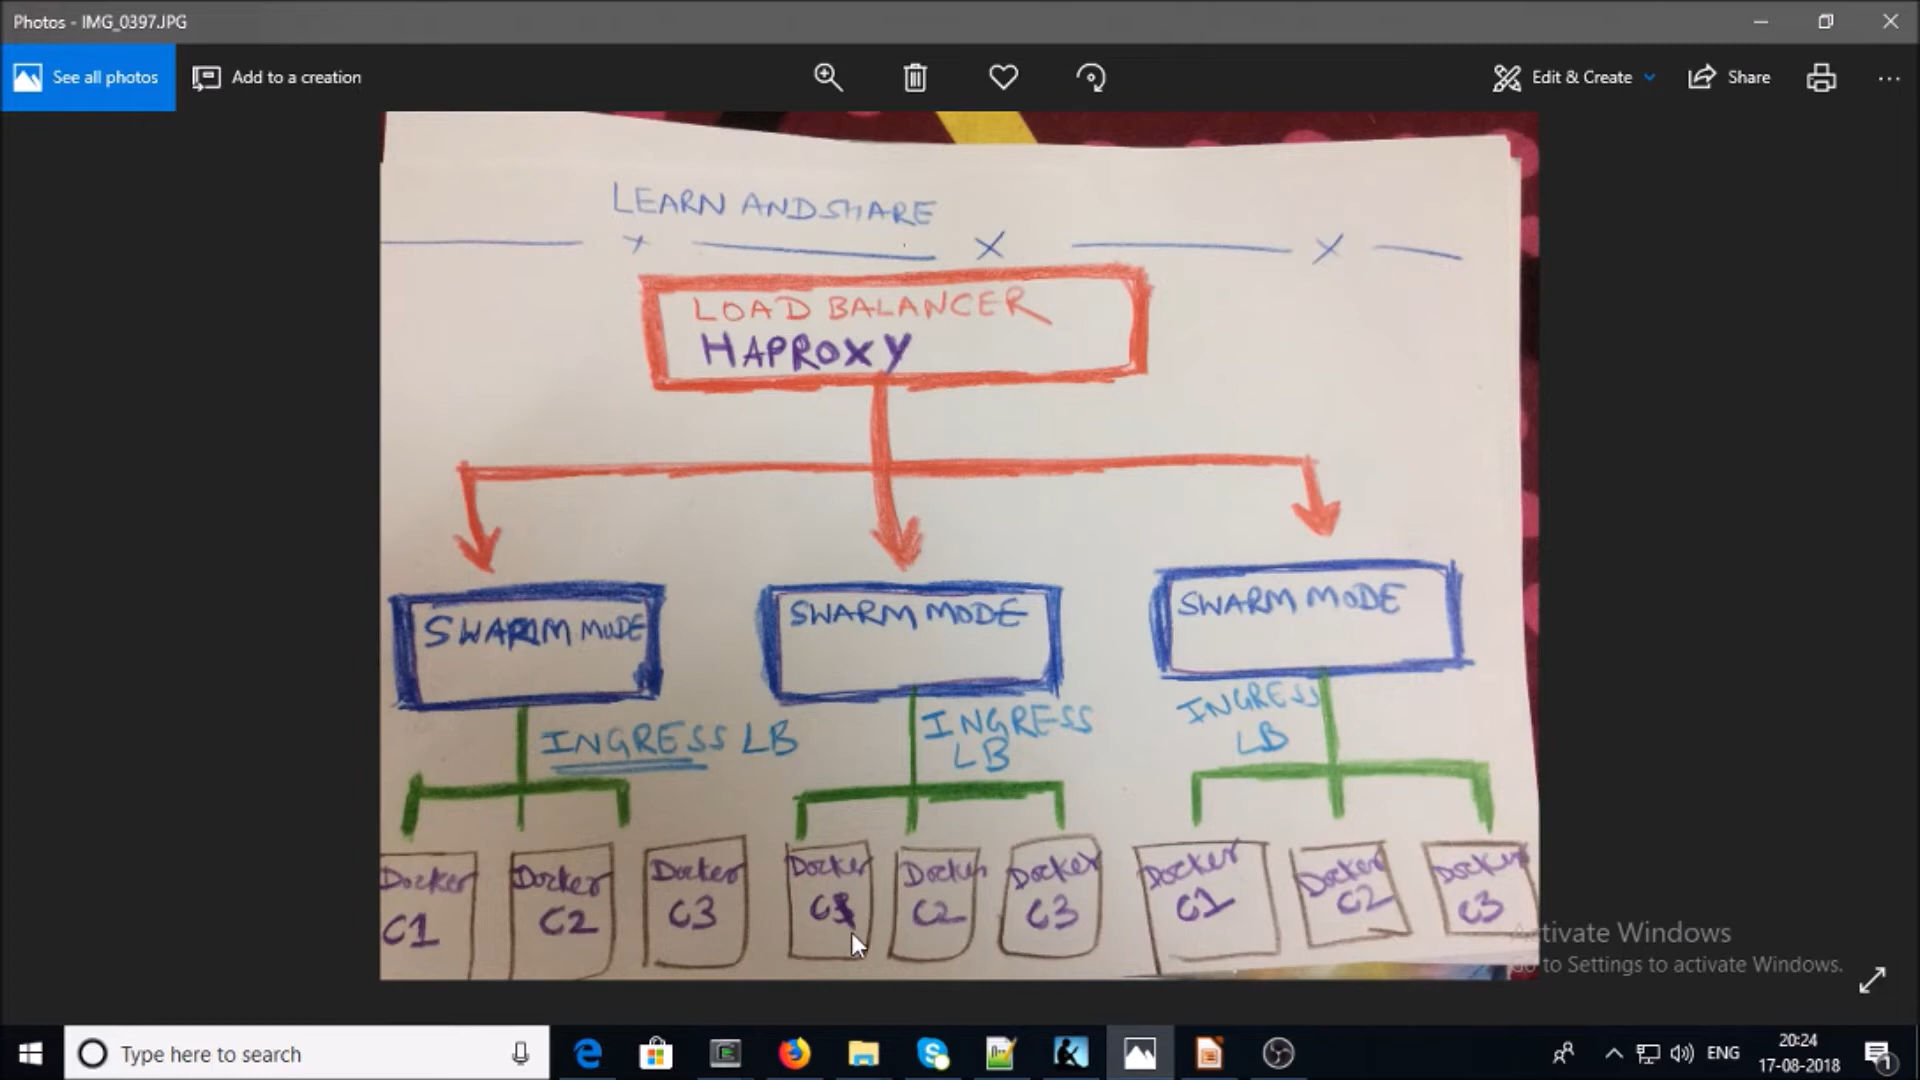 Photos - IMG_0397.JPG
See all photos
Add to a creation
Edit & Create
Share
LEARN AND SHARE
LOAD BALANCER
HAPROXY
SWARM MODE
SWARM MODE
SWARM MODE
INGRESS LB
INGRESS
LB
INGRESS
LB
Docker
C1
Docker
C2
Docker
C3
Docker
C1
Docker
C2
Docker
C3
Docker
C1
Docker
C2
Docker
C3
Activate Windows
Go to Settings to activate Windows.
Type here to search
ENG
20:24
17-08-2018
1